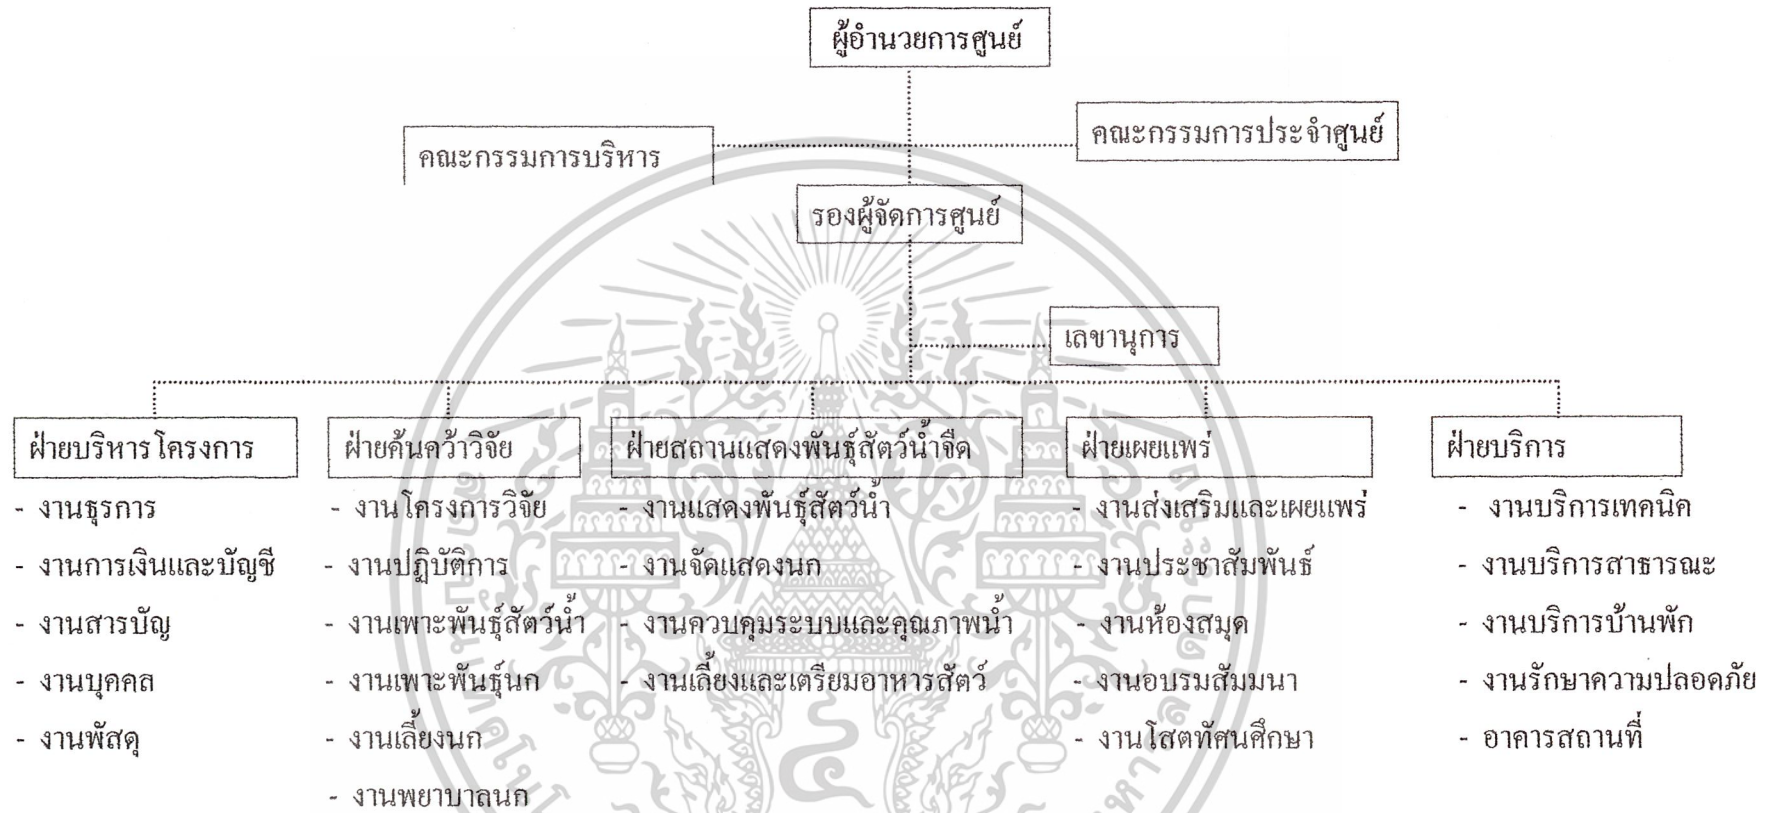 ผู้อำนวยการศูนย์
คณะกรรมการประจำศูนย์
คณะกรรมการบริหาร
รองผู้จัดการศูนย์
เลขานุการ
ฝ่ายบริหารโครงการ
- งานธุรการ
- งานการเงินและบัญชี
- งานสารบัญ
- งานบุคคล
- งานพัสดุ
ฝ่ายค้นคว้าวิจัย
- งานโครงการวิจัย
- งานปฏิบัติการ
- งานเพาะพันธุ์สัตว์น้ำ
- งานเพาะพันธุ์นก
- งานเลี้ยงนก
- งานพยาบาลนก
ฝ่ายสถานแสดงพันธุ์สัตว์น้ำจืด
- งานแสดงพันธุ์สัตว์น้ำ
- งานจัดแสดงนก
- งานควบคุมระบบและคุณภาพน้ำ
- งานเลี้ยงและเตรียมอาหารสัตว์
ฝ่ายเผยแพร่
- งานส่งเสริมและเผยแพร่
- งานประชาสัมพันธ์
- งานห้องสมุด
- งานอบรมสัมมนา
- งานโสตทัศนศึกษา
ฝ่ายบริการ
- งานบริการเทคนิค
- งานบริการสาธารณะ
- งานบริการบ้านพัก
- งานรักษาความปลอดภัย
- อาคารสถานที่